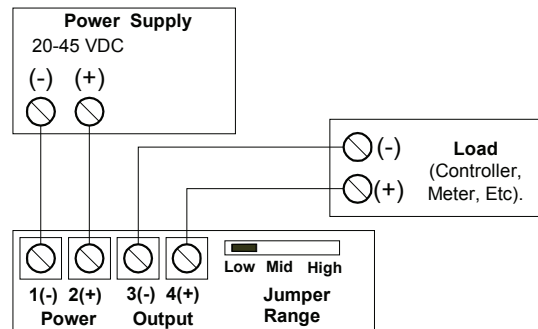 Power Supply
20-45 VDC
(-) (+)
(-)
(+)
Load
(Controller,
Meter, Etc).
Low Mid High
1(-) 2(+) 3(-) 4(+)
Power Output
Jumper
Range